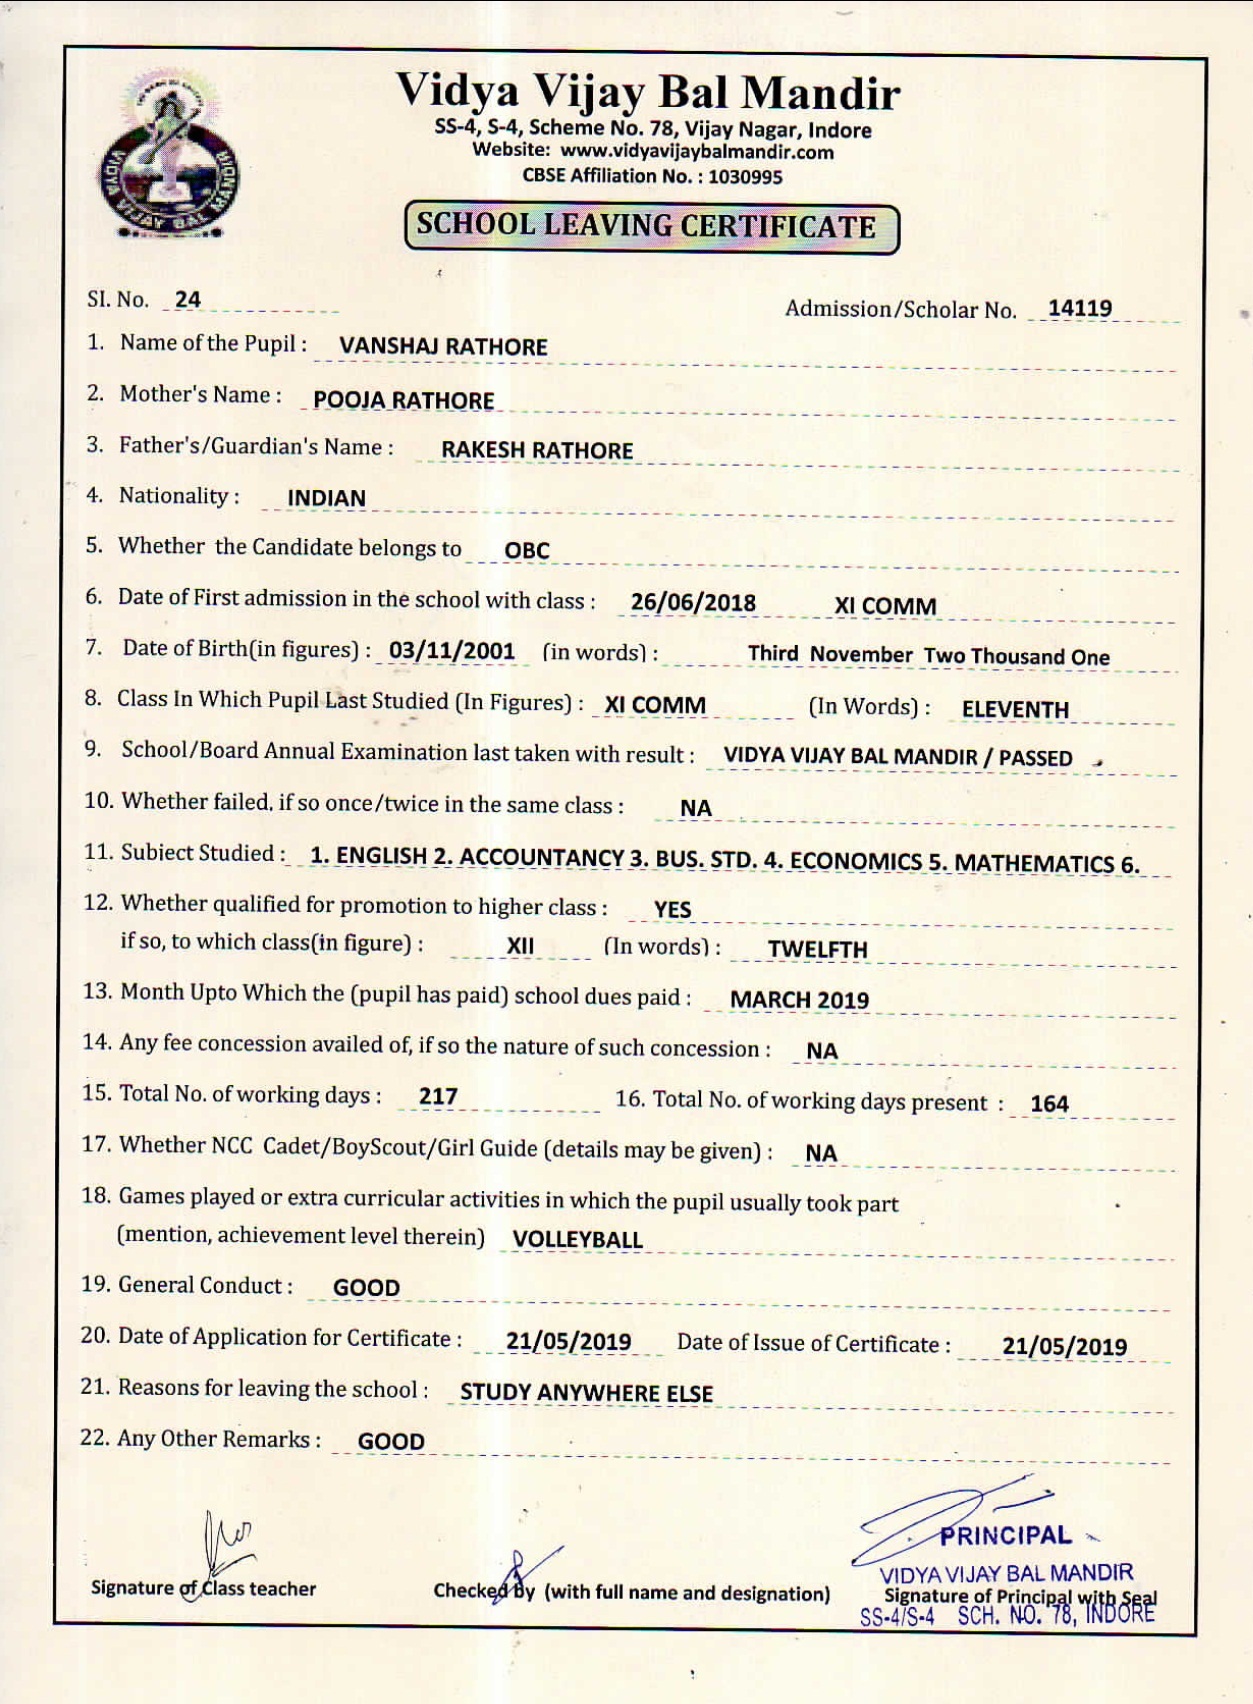 Vidya Vijay Bal Mandir
SS-4, S-4, Scheme No. 78, Vijay Nagar, Indore
Website: www.vidyavijaybalmandir.com
CBSE Affiliation No. : 1030995
VIDYA VIJAY BAL MANDIR
SCHOOL LEAVING CERTIFICATE
SI. No. 24 Admission/Scholar No. 14119
1. Name of the Pupil : VANSHAJ RATHORE
2. Mother's Name : POOJA RATHORE
3. Father's/Guardian's Name : RAKESH RATHORE
4. Nationality : INDIAN
5. Whether the Candidate belongs to OBC
6. Date of First admission in the school with class : 26/06/2018 XI COMM
7. Date of Birth(in figures) : 03/11/2001 (in words) : Third November Two Thousand One
8. Class In Which Pupil Last Studied (In Figures) : XI COMM (In Words) : ELEVENTH
9. School/Board Annual Examination last taken with result : VIDYA VIJAY BAL MANDIR / PASSED
10. Whether failed, if so once/twice in the same class : NA
11. Subject Studied : 1. ENGLISH 2. ACCOUNTANCY 3. BUS. STD. 4. ECONOMICS 5. MATHEMATICS 6.
12. Whether qualified for promotion to higher class : YES
if so, to which class(in figure) : XII (In words) : TWELFTH
13. Month Upto Which the (pupil has paid) school dues paid : MARCH 2019
14. Any fee concession availed of, if so the nature of such concession : NA
15. Total No. of working days : 217 16. Total No. of working days present : 164
17. Whether NCC Cadet/BoyScout/Girl Guide (details may be given) : NA
18. Games played or extra curricular activities in which the pupil usually took part
(mention, achievement level therein) VOLLEYBALL
19. General Conduct : GOOD
20. Date of Application for Certificate : 21/05/2019 Date of Issue of Certificate : 21/05/2019
21. Reasons for leaving the school : STUDY ANYWHERE ELSE
22. Any Other Remarks : GOOD
PRINCIPAL
VIDYA VIJAY BAL MANDIR
Signature of Class teacher Checked By (with full name and designation) Signature of Principal with Seal
SS-4/S-4 SCH. NO. 78, INDORE